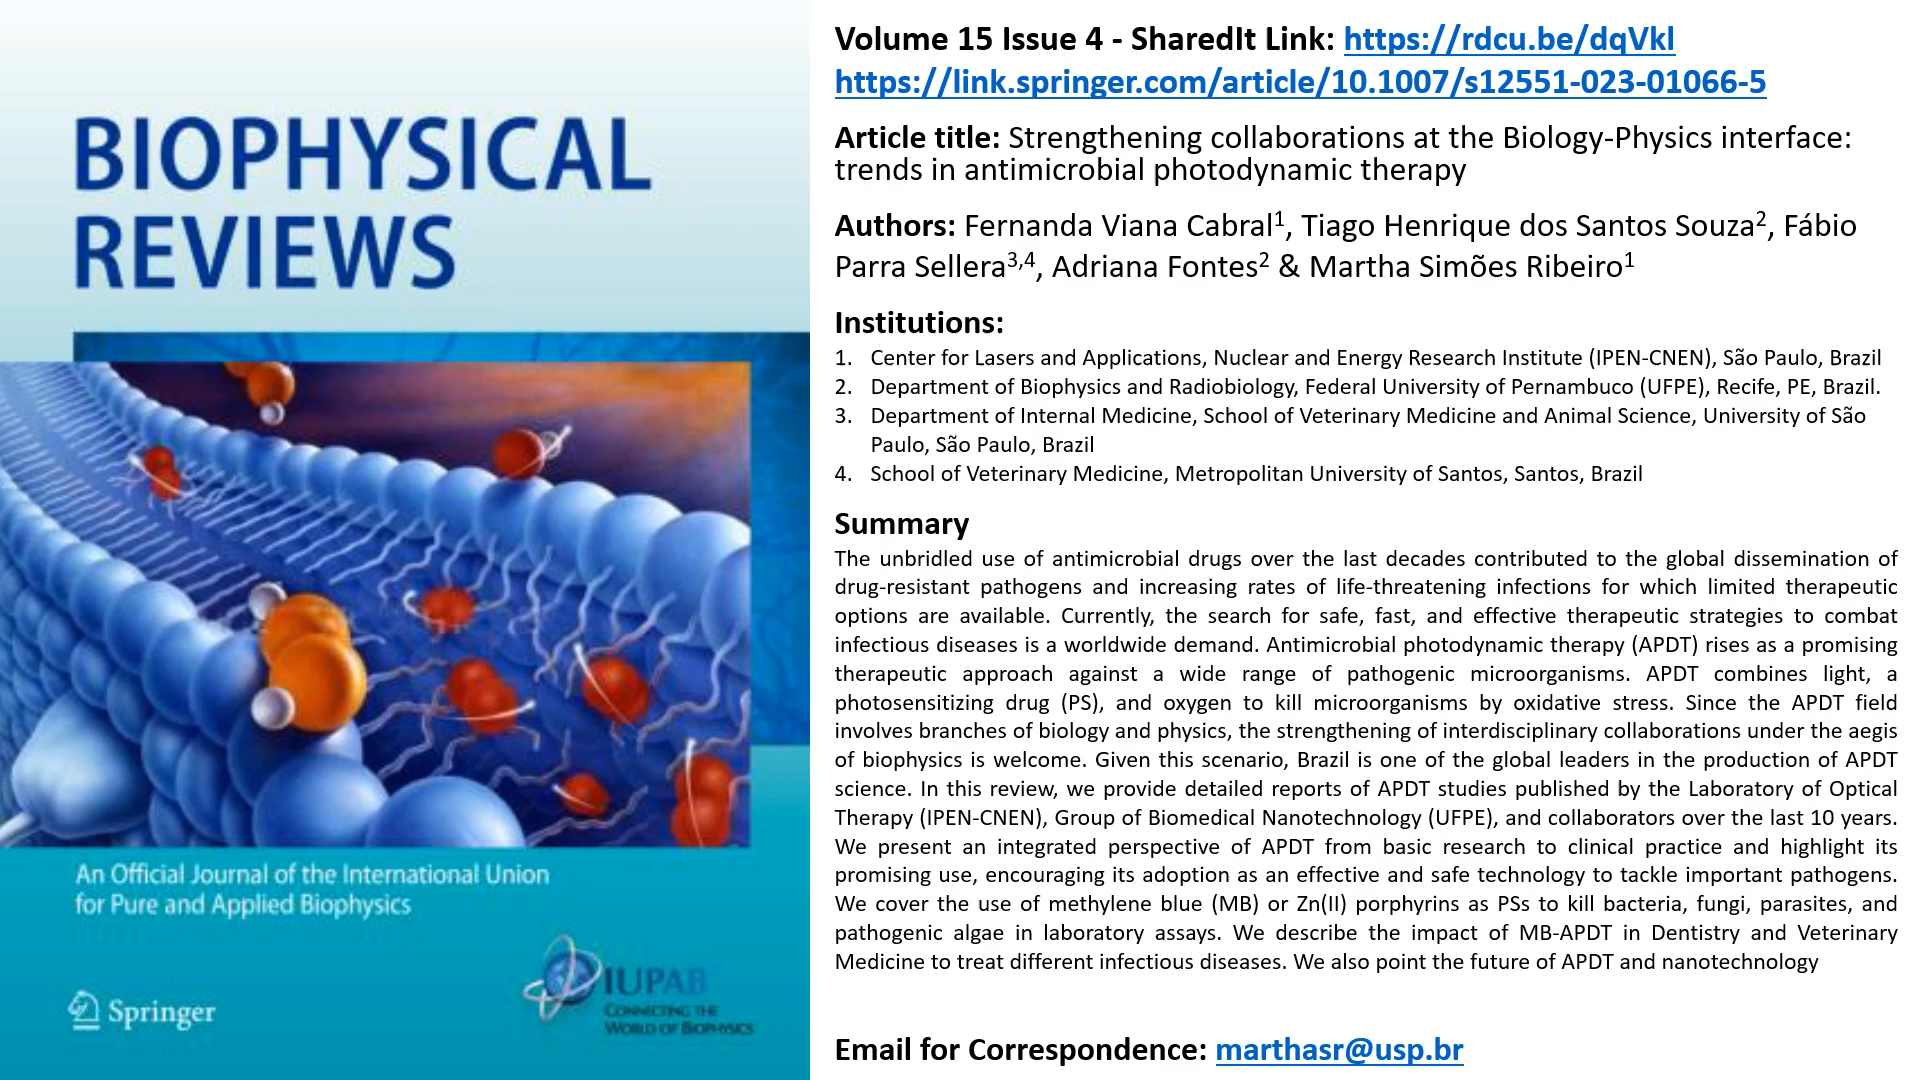 BIOPHYSICAL
REVIEWS
An Official Journal of the International Union
for Pure and Applied Biophysics
Springer
IUPAB
CONNECTING THE
WORLD OF BIOPHYSICS
Volume 15 Issue 4 - SharedIt Link: https://rdcu.be/dqVkl
https://link.springer.com/article/10.1007/s12551-023-01066-5
Article title: Strengthening collaborations at the Biology-Physics interface:
trends in antimicrobial photodynamic therapy
Authors: Fernanda Viana Cabral1, Tiago Henrique dos Santos Souza2, Fábio
Parra Sellera3,4, Adriana Fontes2 & Martha Simões Ribeiro1
Institutions:
1. Center for Lasers and Applications, Nuclear and Energy Research Institute (IPEN-CNEN), São Paulo, Brazil
2. Department of Biophysics and Radiobiology, Federal University of Pernambuco (UFPE), Recife, PE, Brazil.
3. Department of Internal Medicine, School of Veterinary Medicine and Animal Science, University of São
Paulo, São Paulo, Brazil
4. School of Veterinary Medicine, Metropolitan University of Santos, Santos, Brazil
Summary
The unbridled use of antimicrobial drugs over the last decades contributed to the global dissemination of
drug-resistant pathogens and increasing rates of life-threatening infections for which limited therapeutic
options are available. Currently, the search for safe, fast, and effective therapeutic strategies to combat
infectious diseases is a worldwide demand. Antimicrobial photodynamic therapy (APDT) rises as a promising
therapeutic approach against a wide range of pathogenic microorganisms. APDT combines light, a
photosensitizing drug (PS), and oxygen to kill microorganisms by oxidative stress. Since the APDT field
involves branches of biology and physics, the strengthening of interdisciplinary collaborations under the aegis
of biophysics is welcome. Given this scenario, Brazil is one of the global leaders in the production of APDT
science. In this review, we provide detailed reports of APDT studies published by the Laboratory of Optical
Therapy (IPEN-CNEN), Group of Biomedical Nanotechnology (UFPE), and collaborators over the last 10 years.
We present an integrated perspective of APDT from basic research to clinical practice and highlight its
promising use, encouraging its adoption as an effective and safe technology to tackle important pathogens.
We cover the use of methylene blue (MB) or Zn(II) porphyrins as PSs to kill bacteria, fungi, parasites, and
pathogenic algae in laboratory assays. We describe the impact of MB-APDT in Dentistry and Veterinary
Medicine to treat different infectious diseases. We also point the future of APDT and nanotechnology
Email for Correspondence: marthasr@usp.br